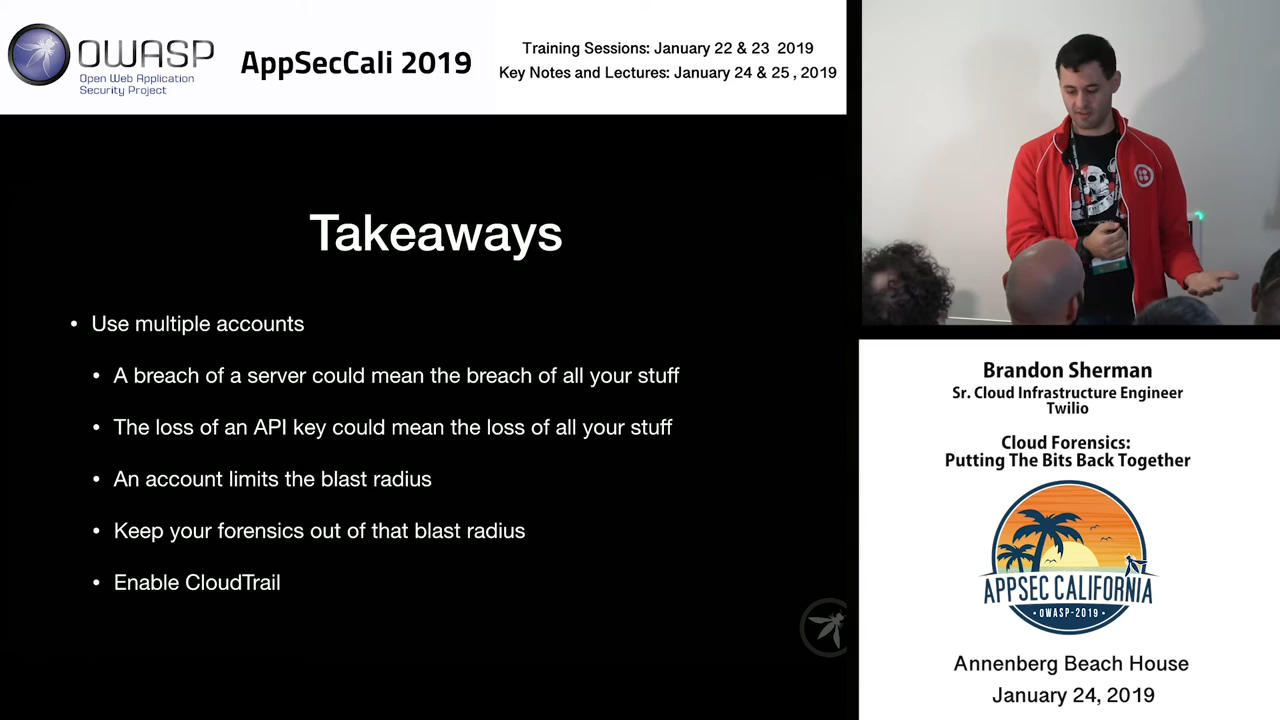 OWASP
Open Web Application
Security Project
AppSecCali 2019
Training Sessions: January 22 & 23 2019
Key Notes and Lectures: January 24 & 25, 2019
Takeaways
• Use multiple accounts
• A breach of a server could mean the breach of all your stuff
• The loss of an API key could mean the loss of all your stuff
• An account limits the blast radius
• Keep your forensics out of that blast radius
• Enable CloudTrail
Brandon Sherman
Sr. Cloud Infrastructure Engineer
Twilio
Cloud Forensics:
Putting The Bits Back Together
APPSEC CALIFORNIA
• OWASP-2019 •
Annenberg Beach House
January 24, 2019